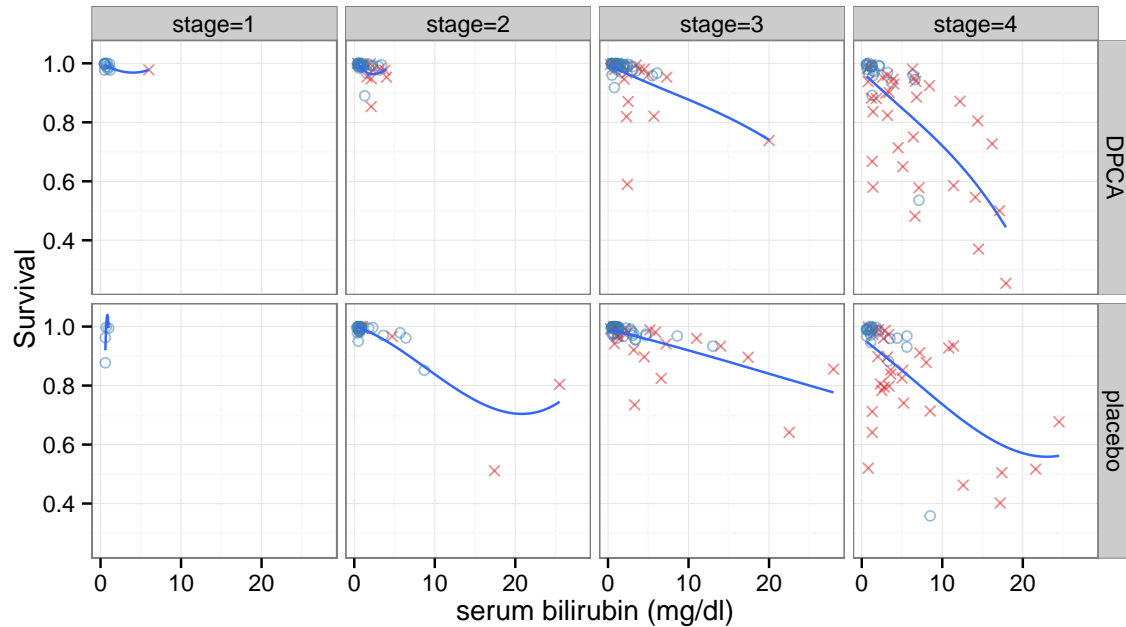 stage=1
stage=2
stage=3
stage=4
1.0
0.8
0.6
0.4
DPCA
Survival
1.0
0.8
0.6
0.4
placebo
0
10
20
0
10
20
0
10
20
0
10
20
serum bilirubin (mg/dl)